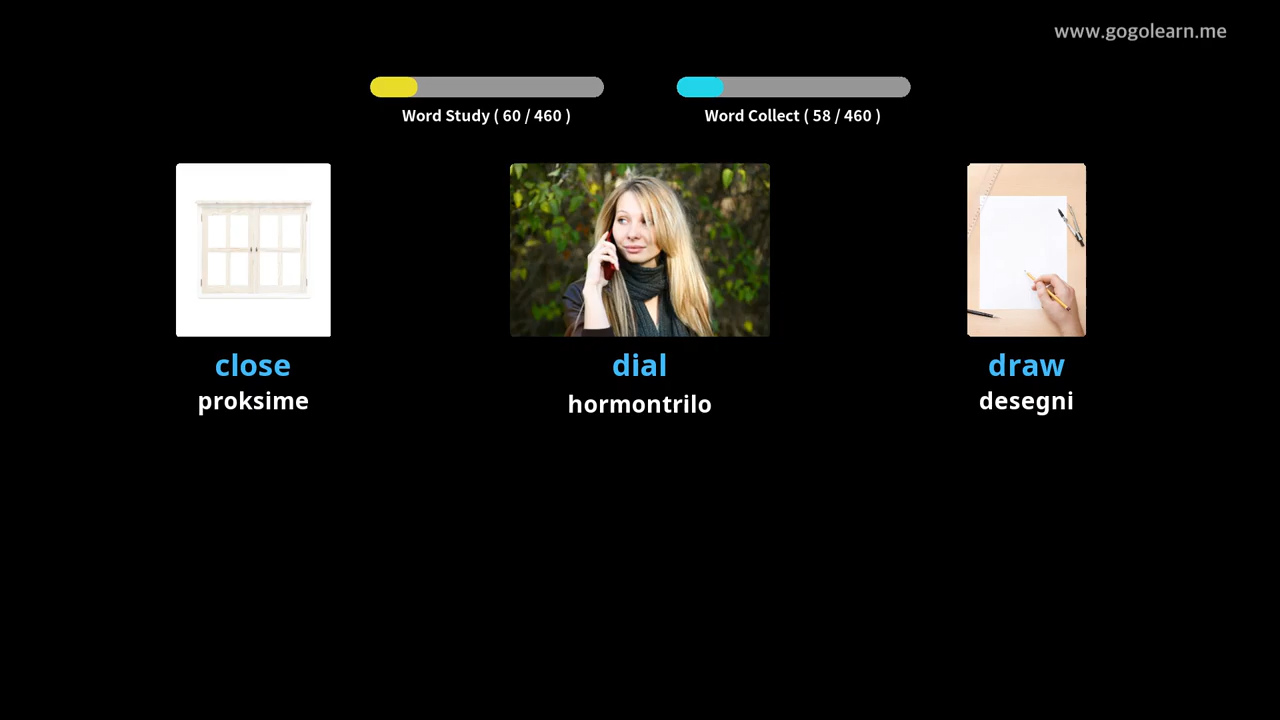 www.gogolearn.me
Word Study ( 60 / 460 )
Word Collect ( 58 / 460 )
close
dial
draw
proksime
hormontrilo
desegni